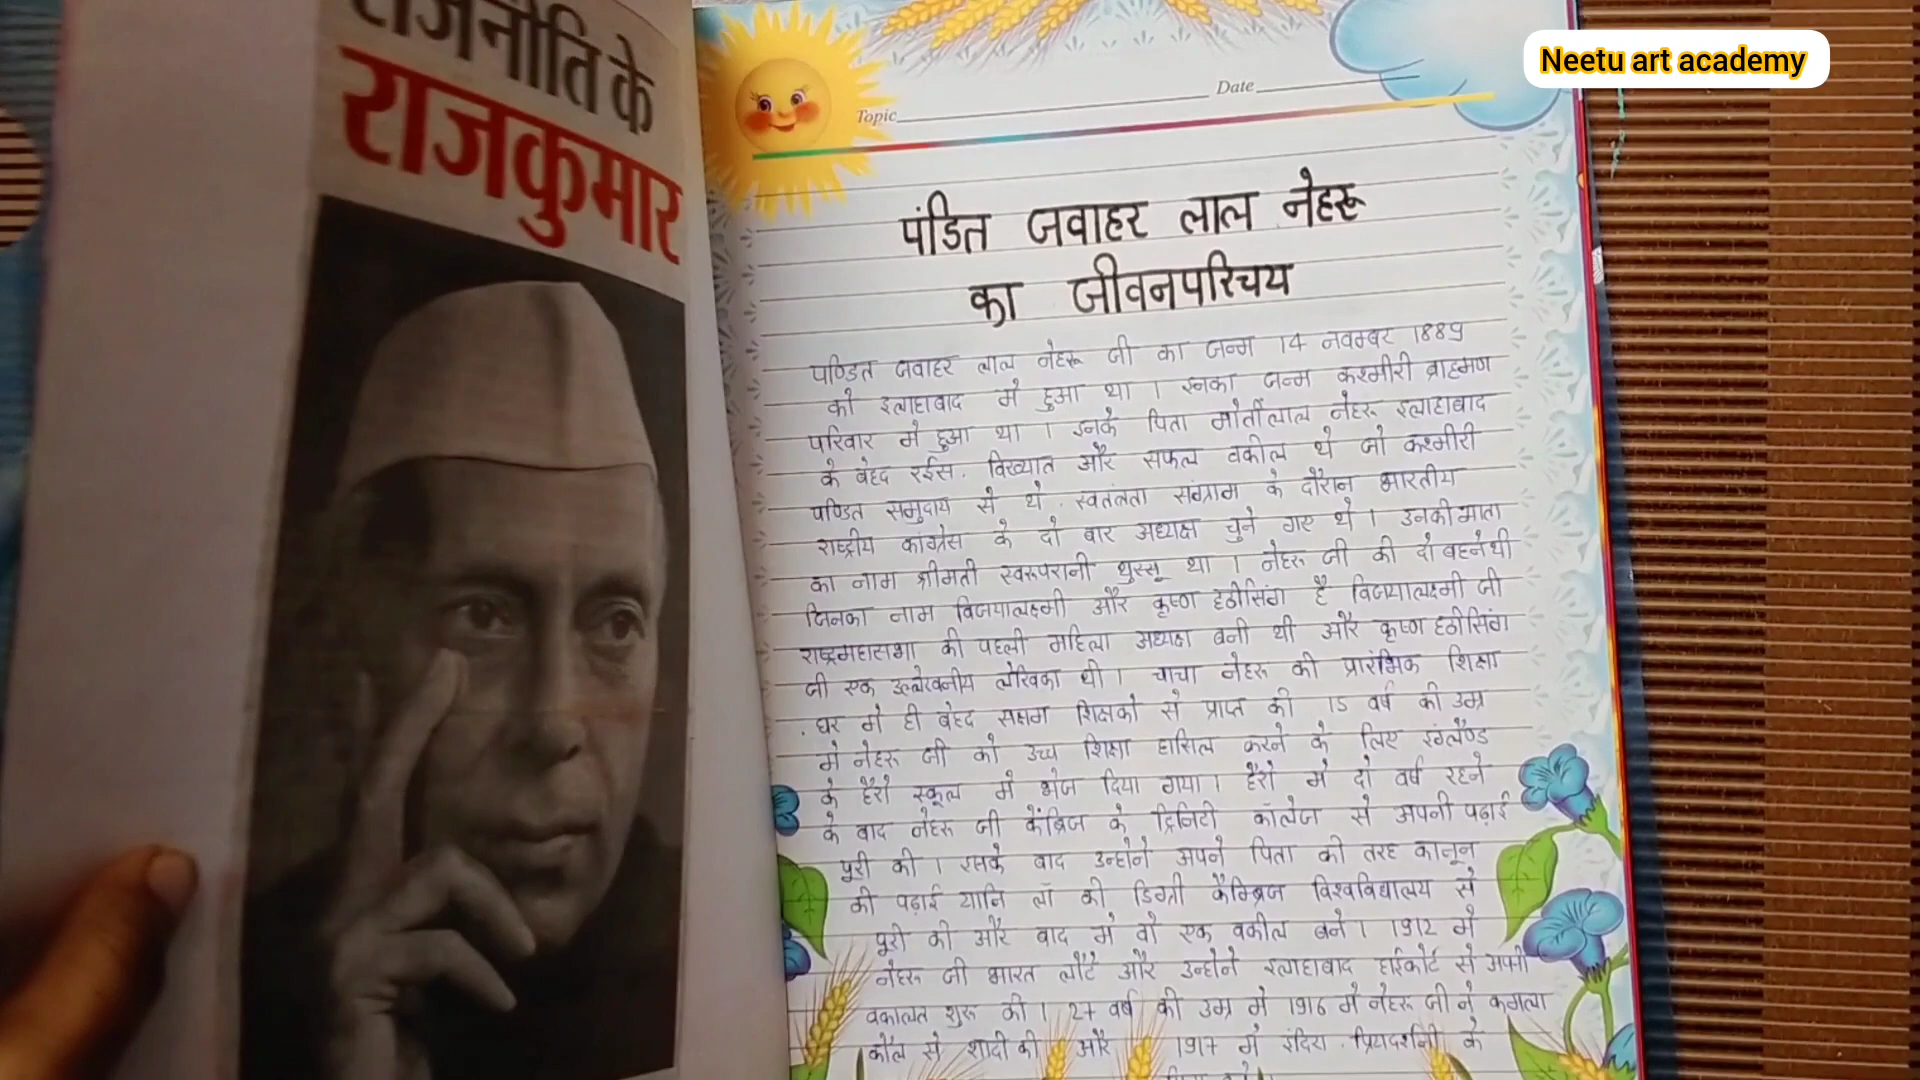 राजनीति के
राजकुमार
Neetu art academy
Topic
Date
पंडित जवाहर लाल नेहरू
का जीवनपरिचय
पण्डित जवाहर लाल नेहरू जी का जन्म 14 नवम्बर 1889
को इलाहाबाद में हुआ था । इनका जन्म कश्मीरी ब्राह्मण
परिवार में हुआ था । इनके पिता मोतीलाल नेहरू इलाहाबाद
के बेहद रईस. विख्यात और सफल वकील थे जो कश्मीरी
पण्डित समुदाय से थे. स्वतंत्रता संग्राम के दौरान भारतीय
राष्ट्रीय कांग्रेस के दो बार अध्यक्ष चुने गए थे । उनकी माता
का नाम श्रीमती स्वरूपरानी थुस्सू था । नेहरू जी की दो बहने थी
जिनका नाम विजयालक्ष्मी और कृष्ण हठीसिंग है विजयालक्ष्मी जी
राष्ट्रमहासभा की पहली महिला अध्यक्ष बनी थी और कृष्ण हठीसिंग
जी एक उल्लेखनीय लेखिका थी । चाचा नेहरू की प्रारंभिक शिक्षा
घर में ही बेहद सक्षम शिक्षको से प्राप्त की 15 वर्ष की उम्र
मे नेहरू जी को उच्च शिक्षा हासिल करने के लिए इंग्लैण्ड
के हैरो स्कूल मे भेज दिया गया । हैरो मे दो वर्ष रहने
के बाद नेहरू जी कैंब्रिज के ट्रिनिटी कॉलेज से अपनी पढ़ाई
पूरी की । इसके बाद उन्होने अपने पिता की तरह कानून
की पढ़ाई यानि लॉ की डिग्री कैम्ब्रिज विश्वविद्यालय से
पूरी की और बाद मे वो एक वकील बने । 1912 मे
नेहरू जी भारत लौटे और उन्होने इलाहाबाद हाईकोर्ट से अपनी
वकालत शुरू की । 27 वर्ष की उम्र मे 1916 मे नेहरू जी ने कमला
कौल से शादी की और 1917 मे इंदिरा प्रियदर्शिनी के